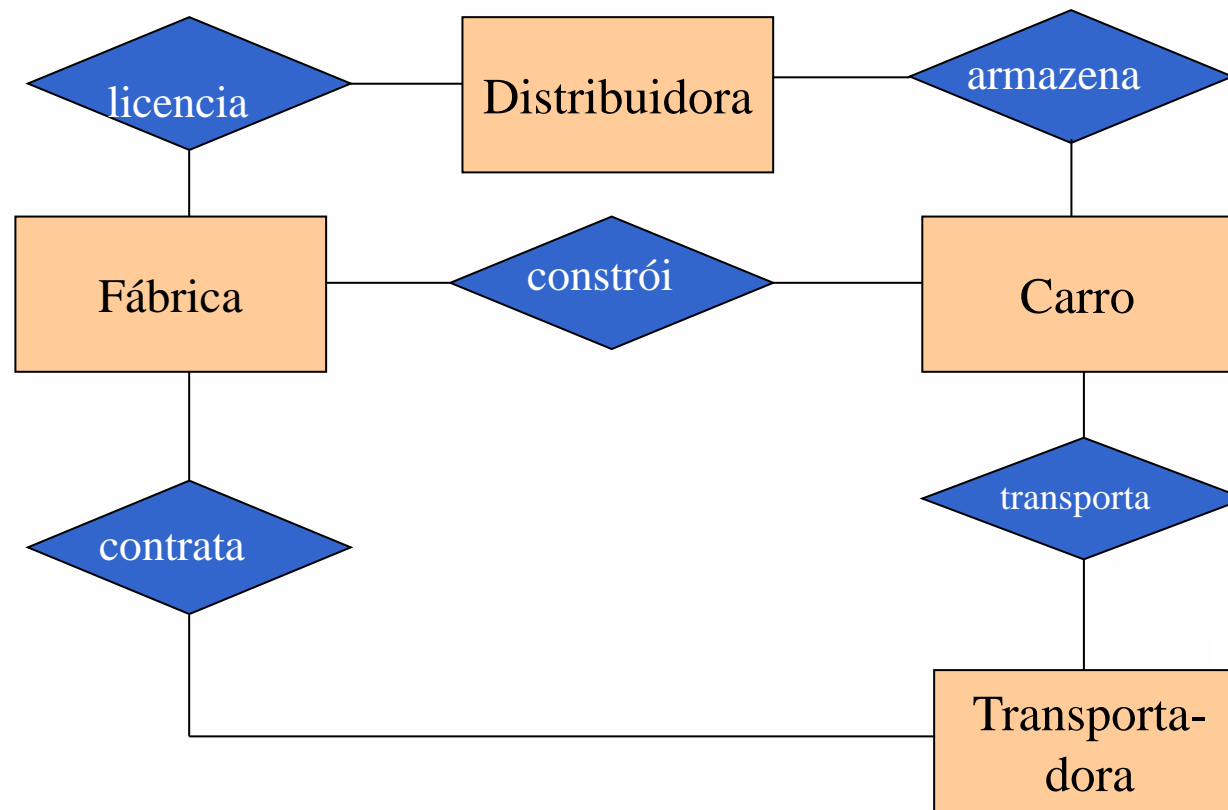 licencia
Distribuidora
armazena
Fábrica
constrói
Carro
contrata
transporta
Transporta-
dora